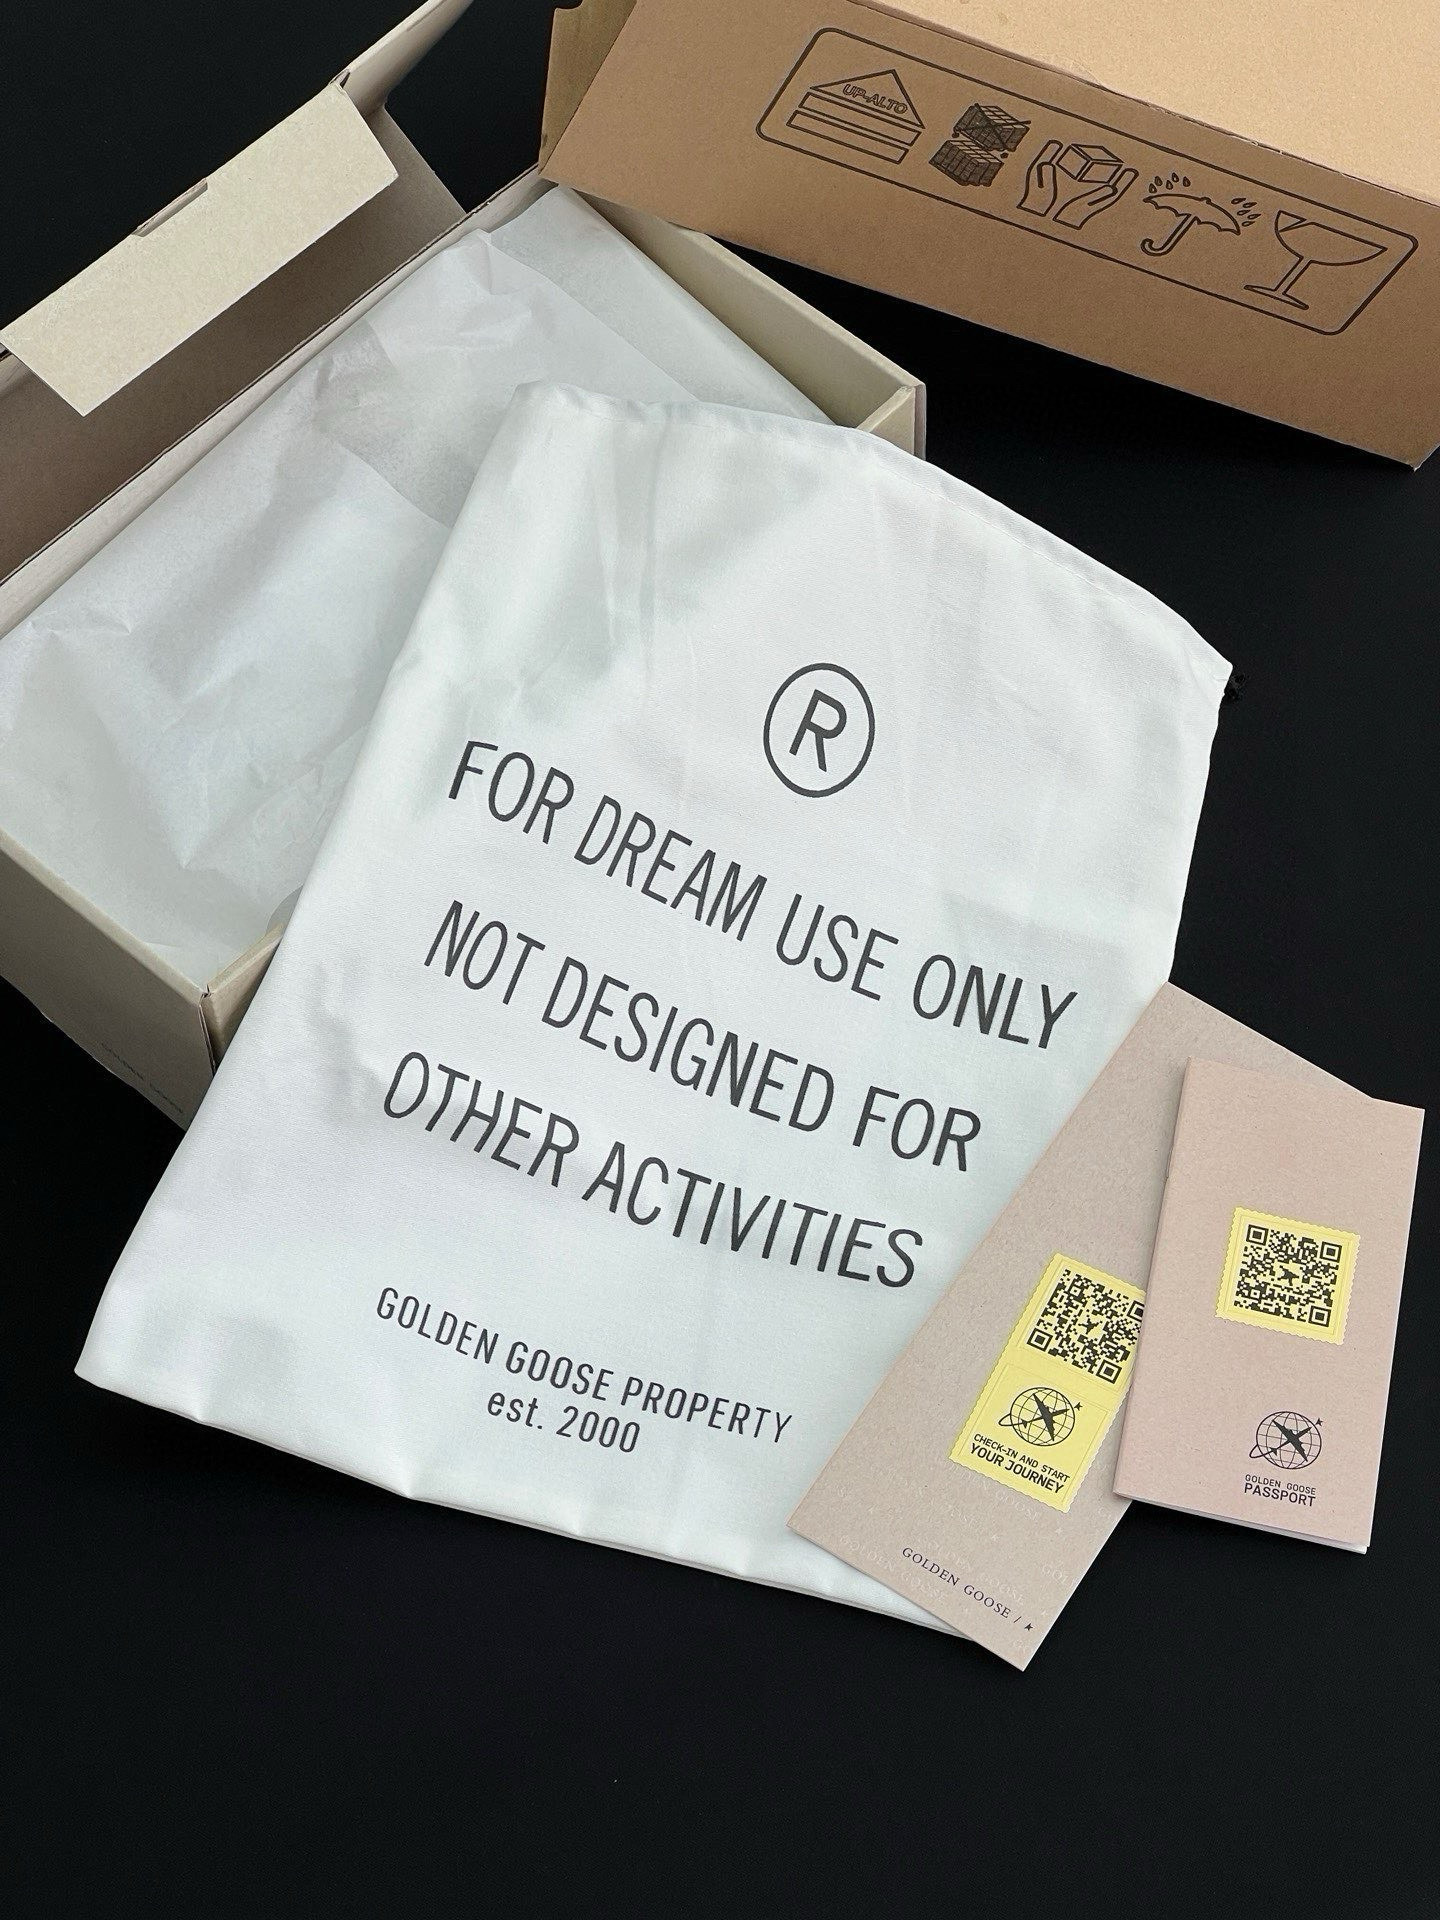 UP-ALTO
R
FOR DREAM USE ONLY
NOT DESIGNED FOR
OTHER ACTIVITIES
GOLDEN GOOSE PROPERTY
est. 2000
CHECK-IN AND START
YOUR JOURNEY
GOLDEN GOOSE /
GOLDEN GOOSE
PASSPORT